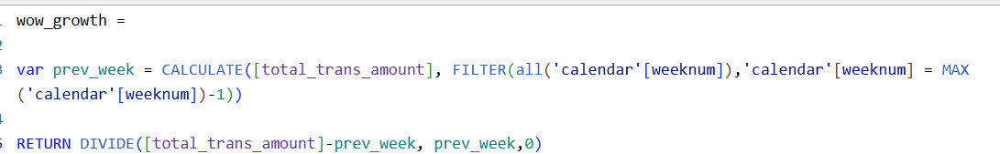 wow_growth =
var prev_week = CALCULATE([total_trans_amount], FILTER(all('calendar'[weeknum]),'calendar'[weeknum] = MAX
('calendar'[weeknum])-1))
RETURN DIVIDE([total_trans_amount]-prev_week, prev_week,0)